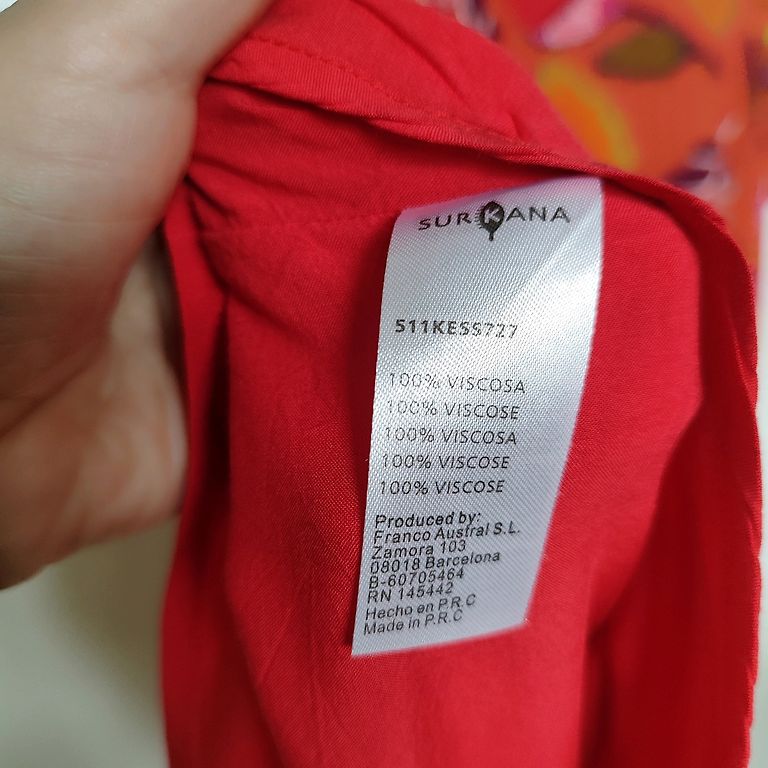 SURKANA
511KESS727
100% VISCOSA
100% VISCOSE
100% VISCOSA
100% VISCOSE
100% VISCOSE
Produced by:
Franco Austral S.L.
Zamora 103
08018 Barcelona
B-60705464
RN 145442
Hecho en P.R.C
Made in P.R.C